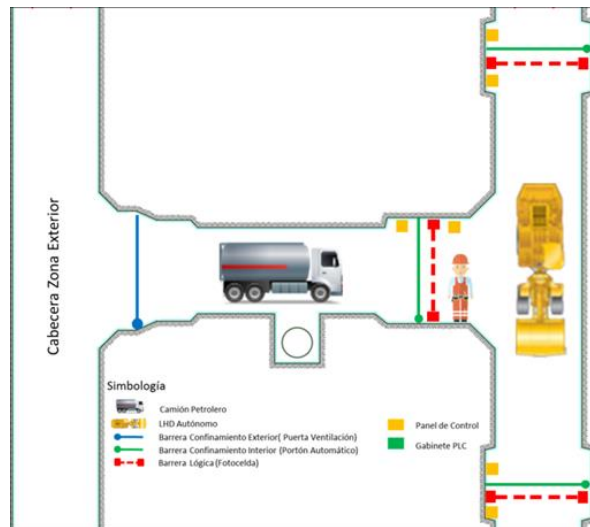 Cabecera Zona Exterior
Simbología
Camión Petrolero
LHD Autónomo
Barrera Confinamiento Exterior( Puerta Ventilación)
Barrera Confinamiento Interior (Portón Automático)
Barrera Lógica (Fotocelda)
Panel de Control
Gabinete PLC